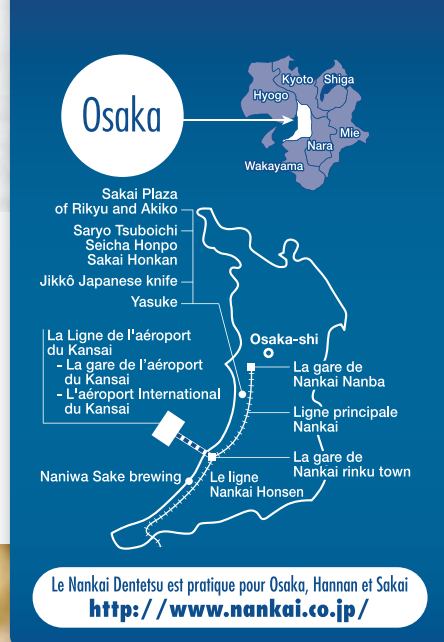 Osaka
Kyoto
Shiga
Hyogo
Mie
Nara
Wakayama
Sakai Plaza
of Rikyu and Akiko
Saryo Tsuboichi
Seicha Honpo
Sakai Honkan
Jikkô Japanese knife
Yasuke
La Ligne de l'aéroport
du Kansai
- La gare de l'aéroport
du Kansai
- L'aéroport International
du Kansai
Osaka-shi
La gare de
Nankai Nanba
Ligne principale
Nankai
La gare de
Nankai rinku town
Naniwa Sake brewing
Le ligne
Nankai Honsen
Le Nankai Dentetsu est pratique pour Osaka, Hannan et Sakai
http://www.nankai.co.jp/